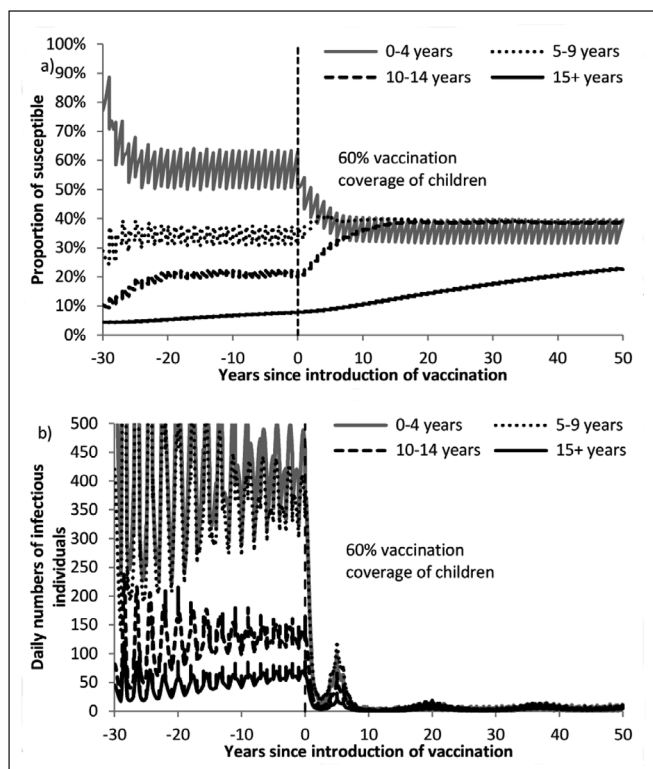 a)
0-4 years
5-9 years
10-14 years
15+ years
100%
90%
80%
70%
60%
50%
40%
30%
20%
10%
0%
Proportion of susceptible
60% vaccination
coverage of children
-30 -20 -10 0 10 20 30 40 50
Years since introduction of vaccination
b)
0-4 years
5-9 years
10-14 years
15+ years
500
450
400
350
300
250
200
150
100
50
0
Daily numbers of infectious
individuals
60% vaccination
coverage of children
-30 -20 -10 0 10 20 30 40 50
Years since introduction of vaccination